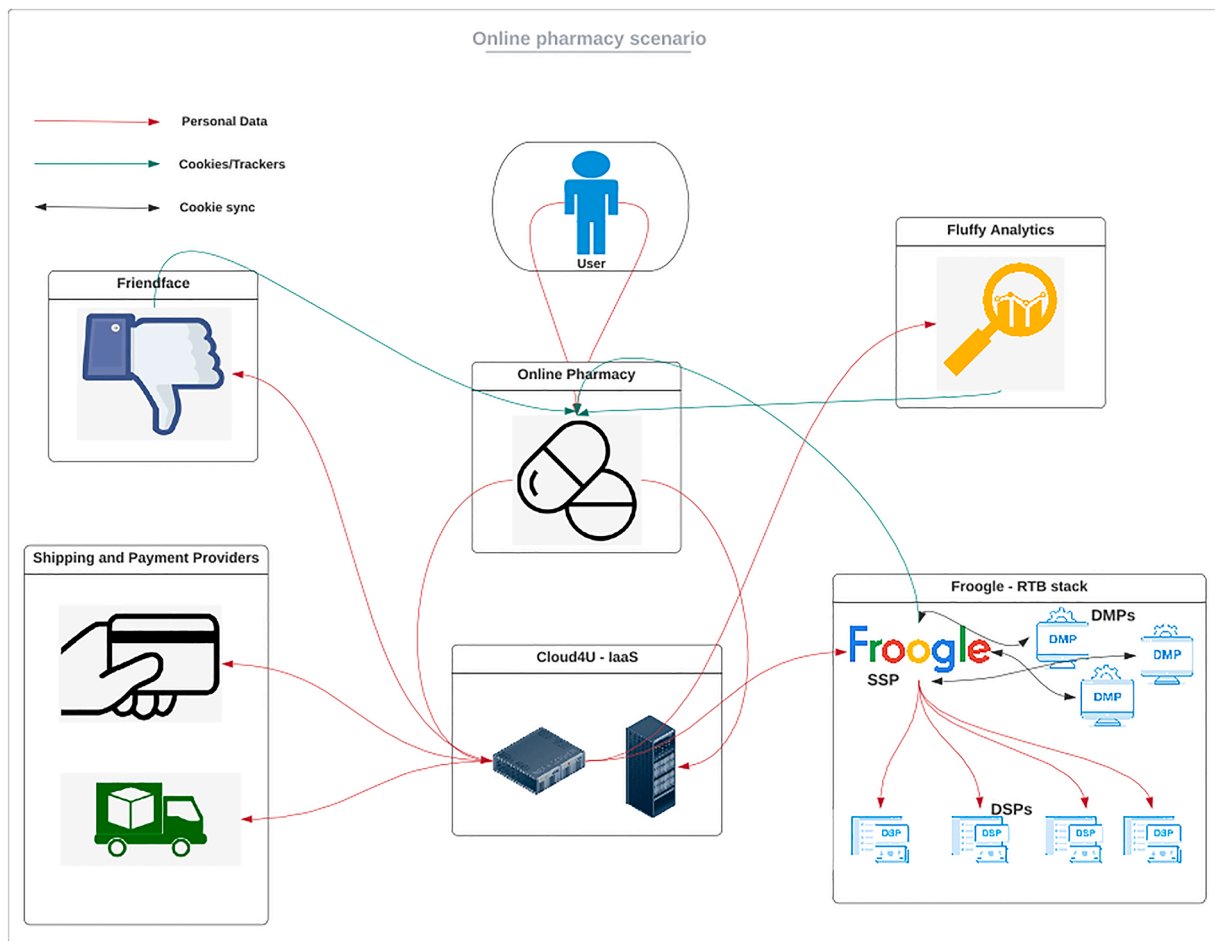 Online pharmacy scenario
Personal Data
Cookies/Trackers
Cookie sync
User
Fluffy Analytics
Friendface
Online Pharmacy
Shipping and Payment Providers
Froogle - RTB stack
DMPs
DMP
DMP
DMP
Froogle
SSP
Cloud4U - IaaS
DSPs
DSP
DSP
DSP
DSP